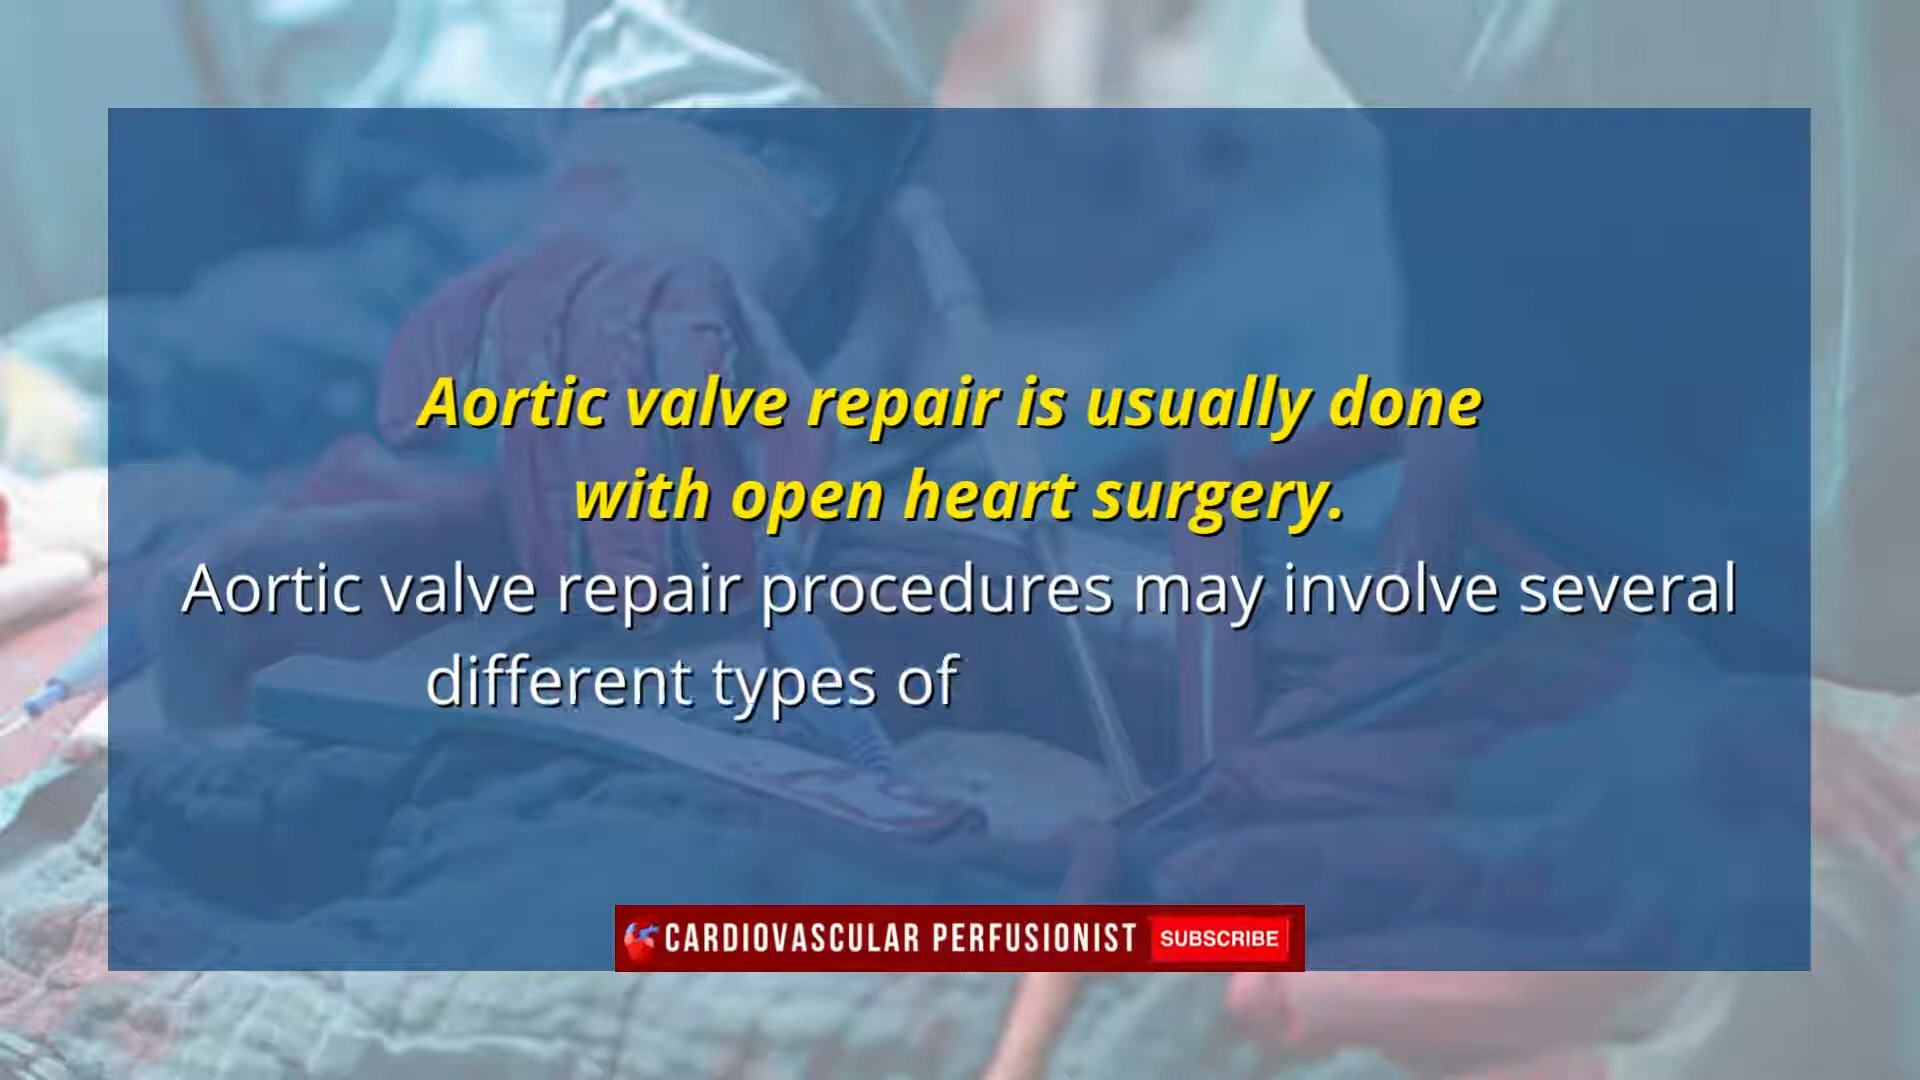 Aortic valve repair is usually done
with open heart surgery.
Aortic valve repair procedures may involve several
different types of
CARDIOVASCULAR PERFUSIONIST SUBSCRIBE